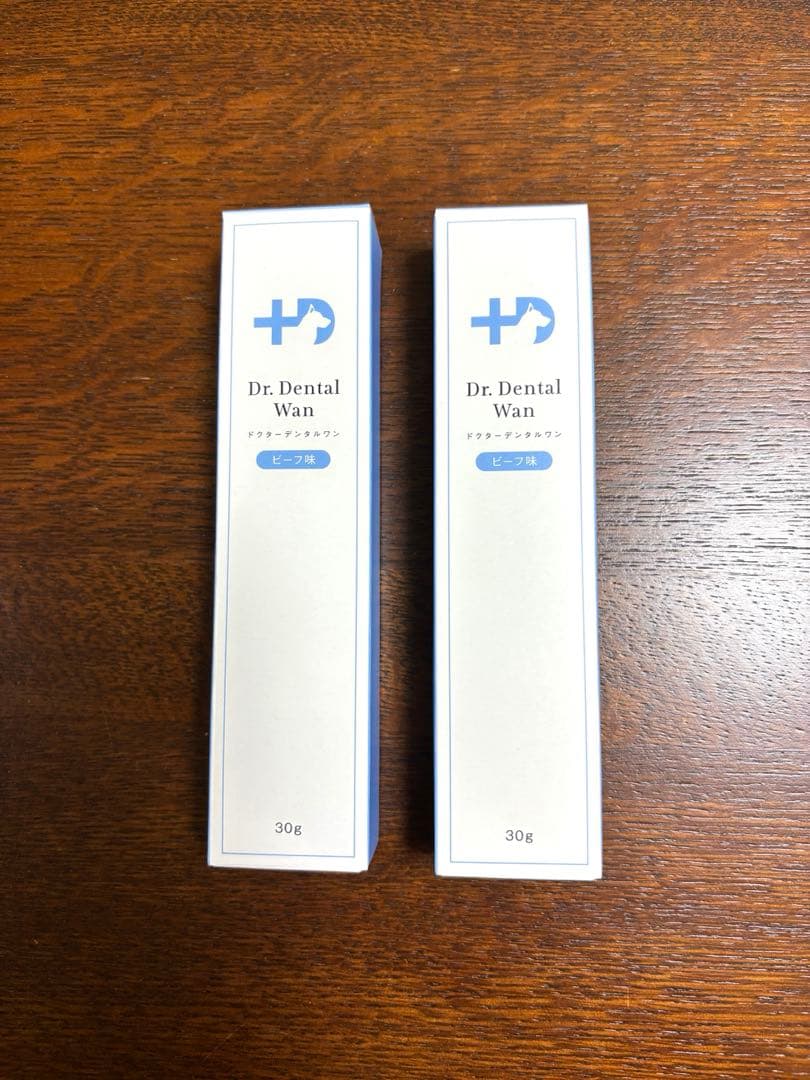 Dr. Dental
Wan
ドクターデンタルワン
ビーフ味
30g
Dr. Dental
Wan
ドクターデンタルワン
ビーフ味
30g